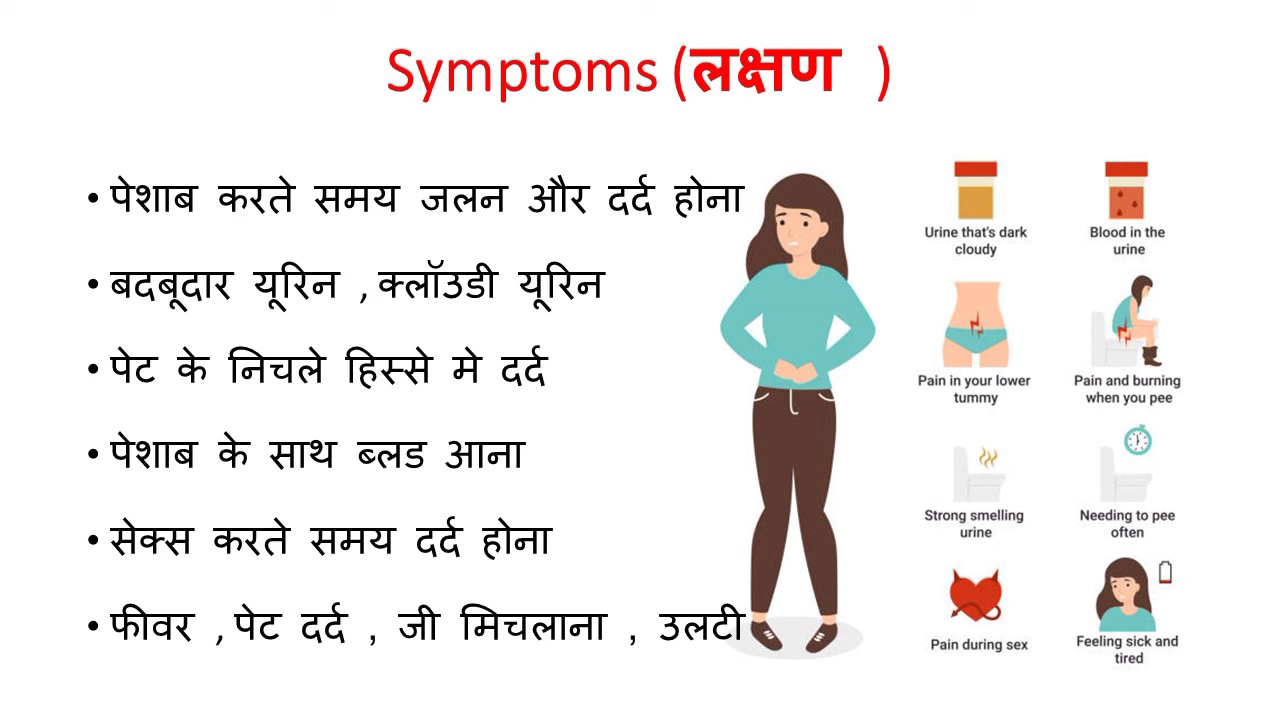 Symptoms (लक्षण )
• पेशाब करते समय जलन और दर्द होना
• बदबूदार यूरिन , क्लॉउडी यूरिन
• पेट के निचले हिस्से मे दर्द
• पेशाब के साथ ब्लड आना
• सेक्स करते समय दर्द होना
• फीवर , पेट दर्द , जी मिचलाना , उलटी
Urine that's dark
cloudy
Blood in the
urine
Pain in your lower
tummy
Pain and burning
when you pee
Strong smelling
urine
Needing to pee
often
Pain during sex
Feeling sick and
tired